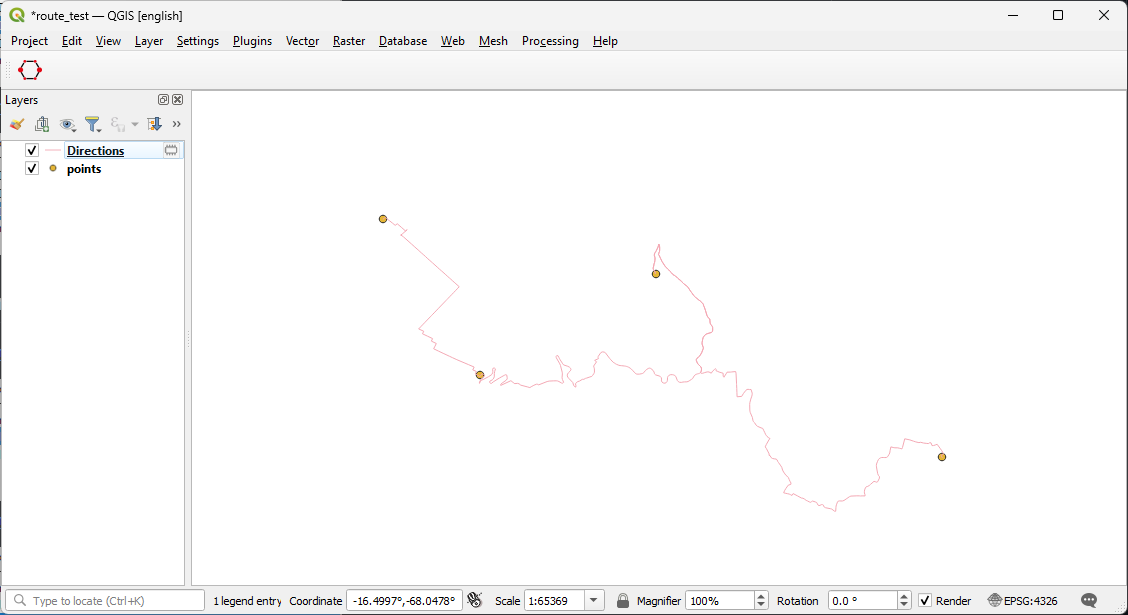 *route_test — QGIS [english]
Project Edit View Layer Settings Plugins Vector Raster Database Web Mesh Processing Help
Layers
Directions
points
Type to locate (Ctrl+K) 1 legend entry Coordinate -16.4997°,-68.0478° Scale 1:65369 Magnifier 100% Rotation 0.0 ° Render EPSG:4326